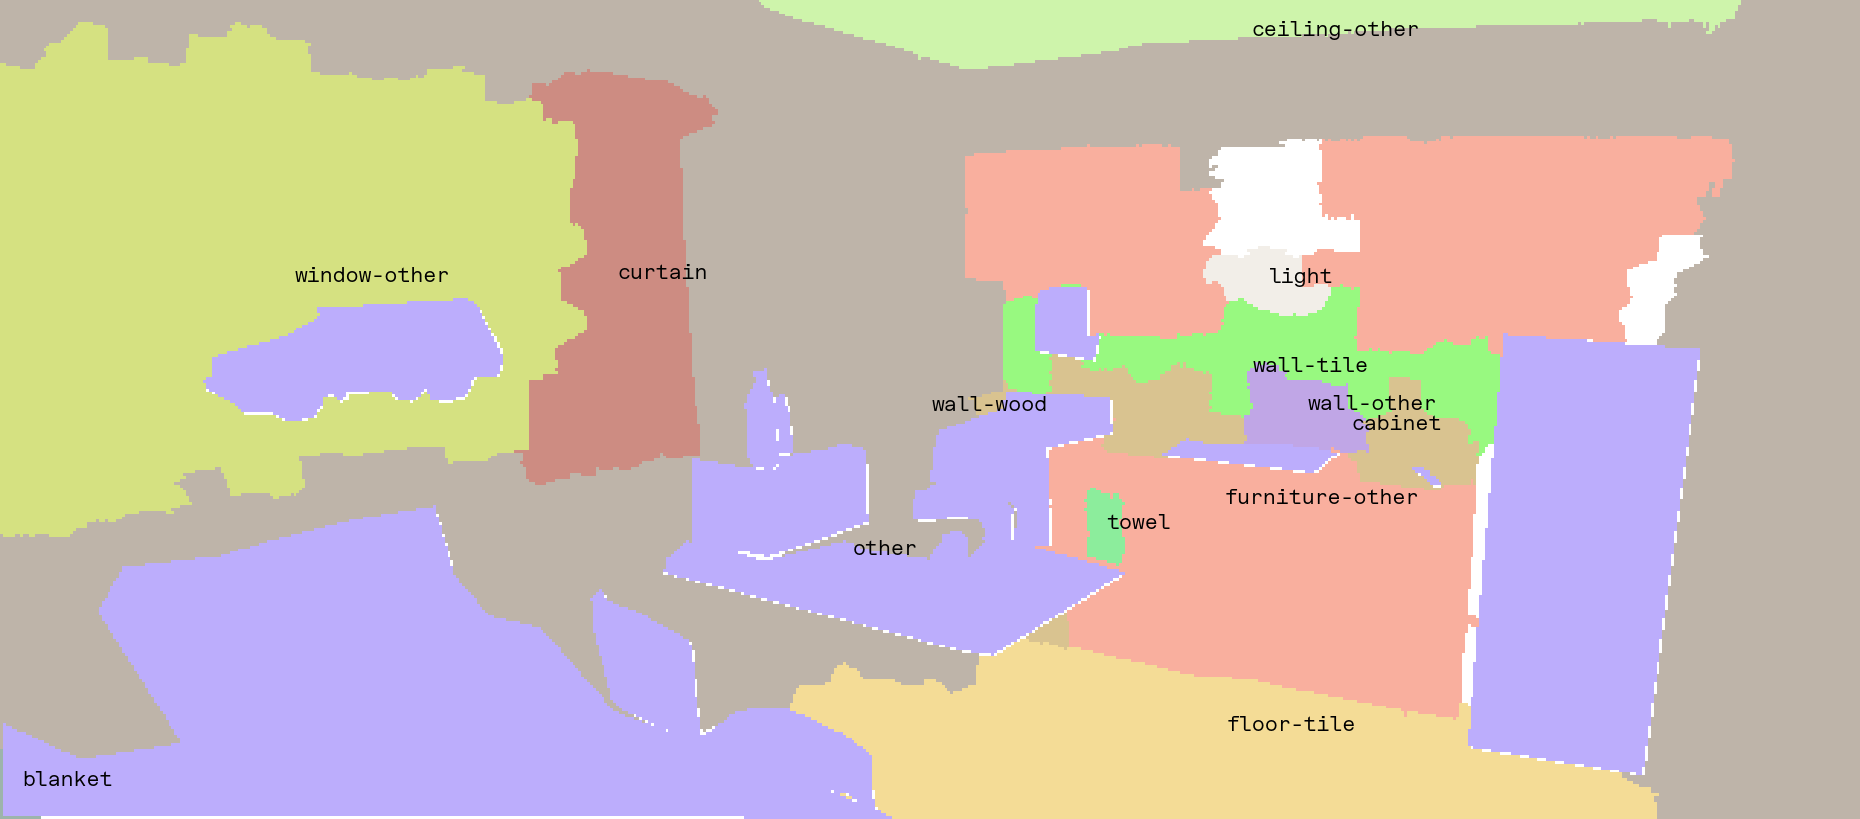 ceiling-other
window-other
curtain
light
wall-tile
wall-wood
wall-other
cabinet
furniture-other
towel
other
floor-tile
blanket